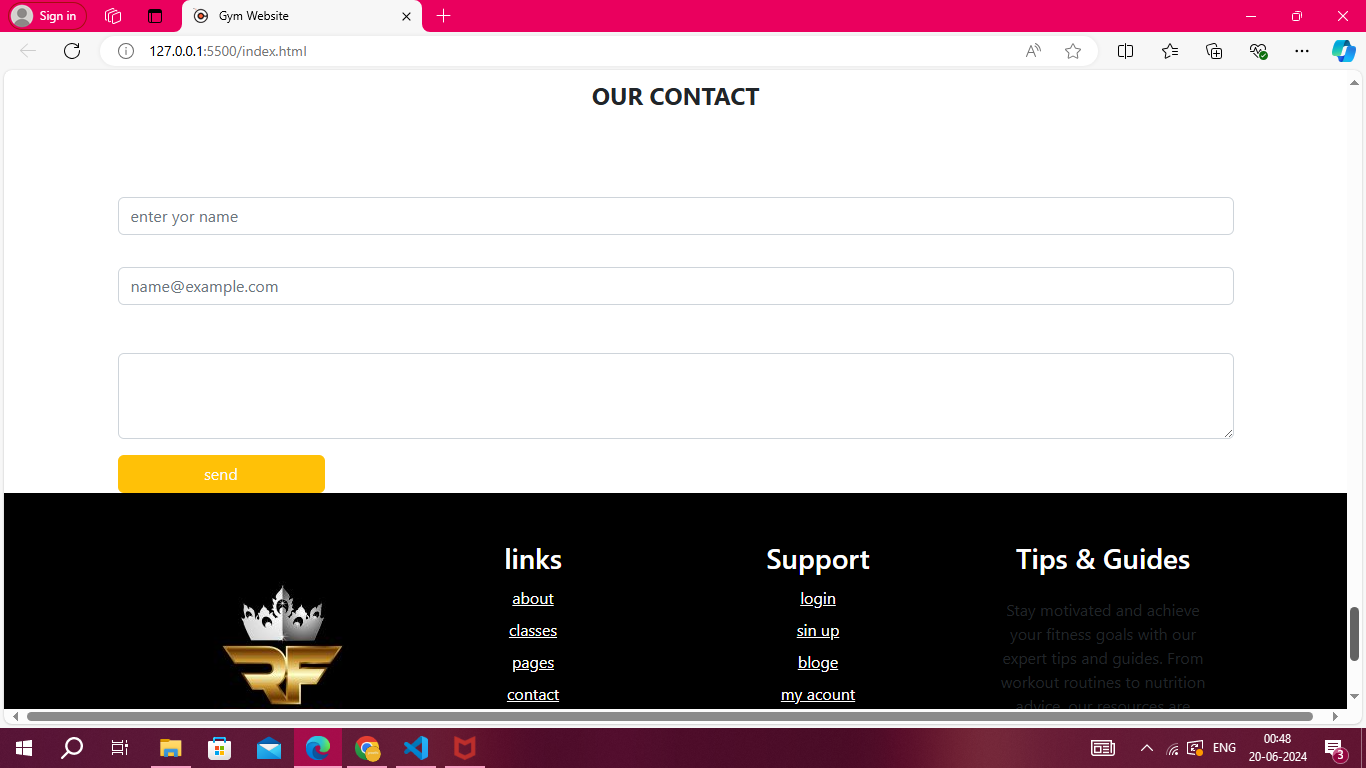 Sign in
Gym Website
127.0.0.1:5500/index.html
OUR CONTACT
enter yor name
name@example.com
send
links
about
classes
pages
contact
RF
Support
login
sin up
bloge
my acount
Tips & Guides
Stay motivated and achieve
your fitness goals with our
expert tips and guides. From
workout routines to nutrition
advice, our resources are
ENG
00:48
20-06-2024
3